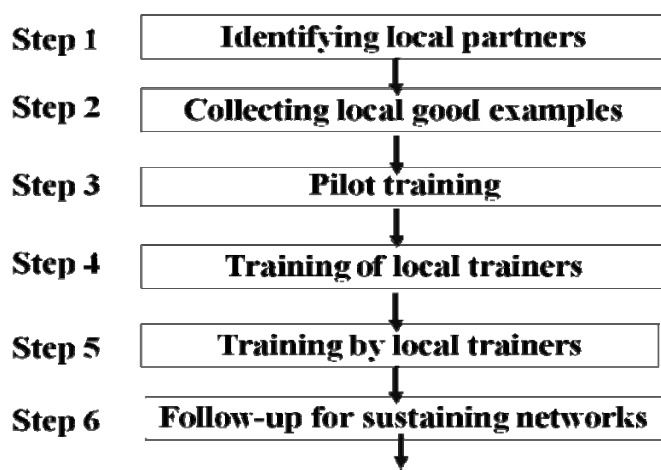 Step 1 Identifying local partners
Step 2 Collecting local good examples
Step 3 Pilot training
Step 4 Training of local trainers
Step 5 Training by local trainers
Step 6 Follow-up for sustaining networks